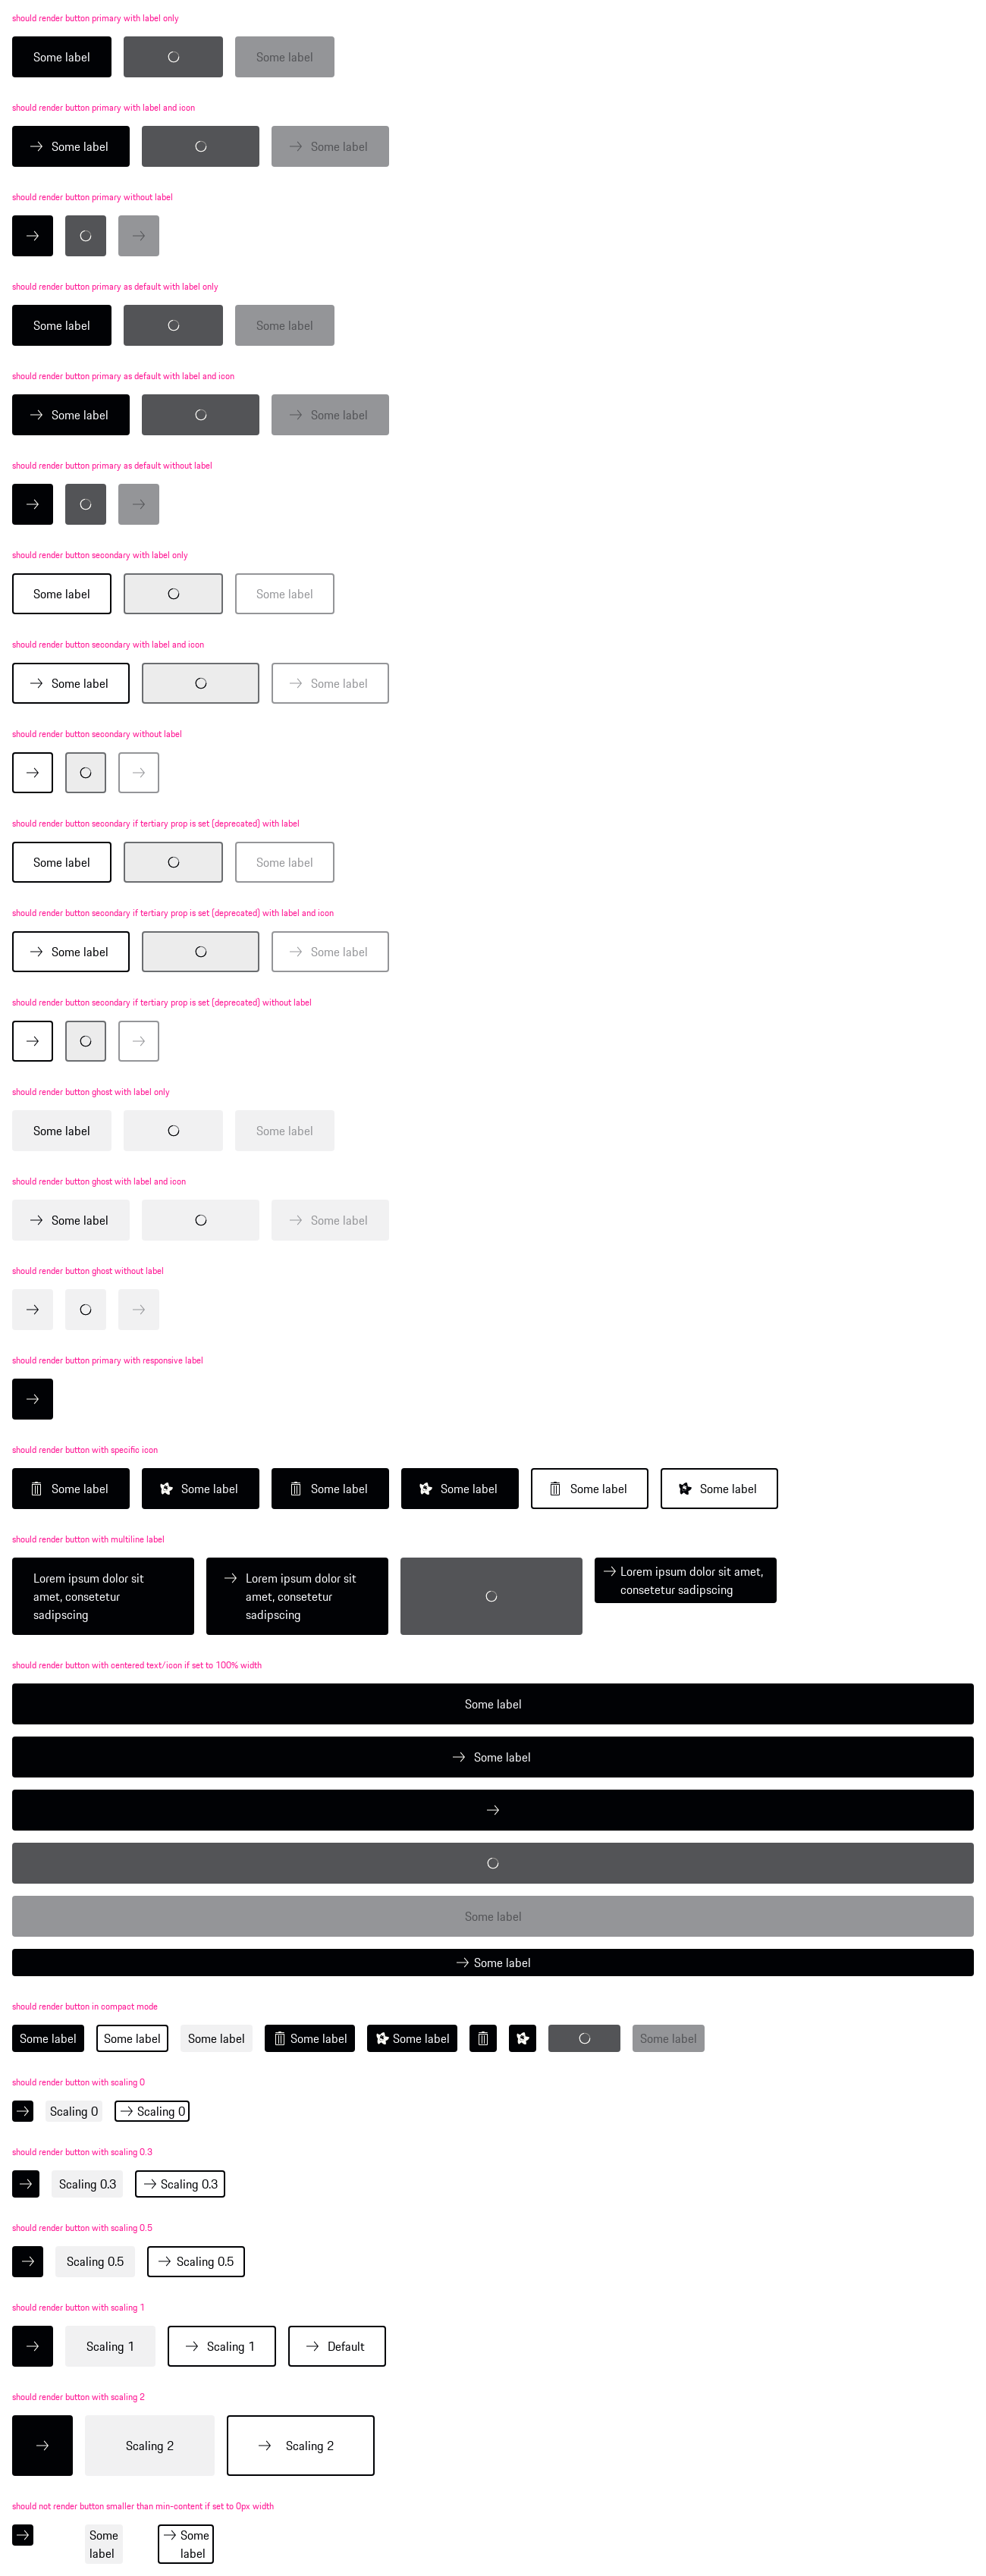 should render button primary with label only
Some label Some label
should render button primary with label and icon
Some label Some label
should render button primary without label
should render button primary as default with label only
Some label Some label
should render button primary as default with label and icon
Some label Some label
should render button primary as default without label
should render button secondary with label only
Some label Some label
should render button secondary with label and icon
Some label Some label
should render button secondary without label
should render button secondary if tertiary prop is set (deprecated) with label
Some label Some label
should render button secondary if tertiary prop is set (deprecated) with label and icon
Some label Some label
should render button secondary if tertiary prop is set (deprecated) without label
should render button ghost with label only
Some label Some label
should render button ghost with label and icon
Some label Some label
should render button ghost without label
should render button primary with responsive label
should render button with specific icon
Some label Some label Some label Some label Some label Some label
should render button with multiline label
Lorem ipsum dolor sit
amet, consetetur
sadipscing
Lorem ipsum dolor sit
amet, consetetur
sadipscing
Lorem ipsum dolor sit amet,
consetetur sadipscing
should render button with centered text/icon if set to 100% width
Some label
Some label
Some label
Some label
should render button in compact mode
Some label Some label Some label Some label Some label Some label
should render button with scaling 0
Scaling 0 Scaling 0
should render button with scaling 0.3
Scaling 0.3 Scaling 0.3
should render button with scaling 0.5
Scaling 0.5 Scaling 0.5
should render button with scaling 1
Scaling 1 Scaling 1 Default
should render button with scaling 2
Scaling 2 Scaling 2
should not render button smaller than min-content if set to 0px width
Some
label
Some
label